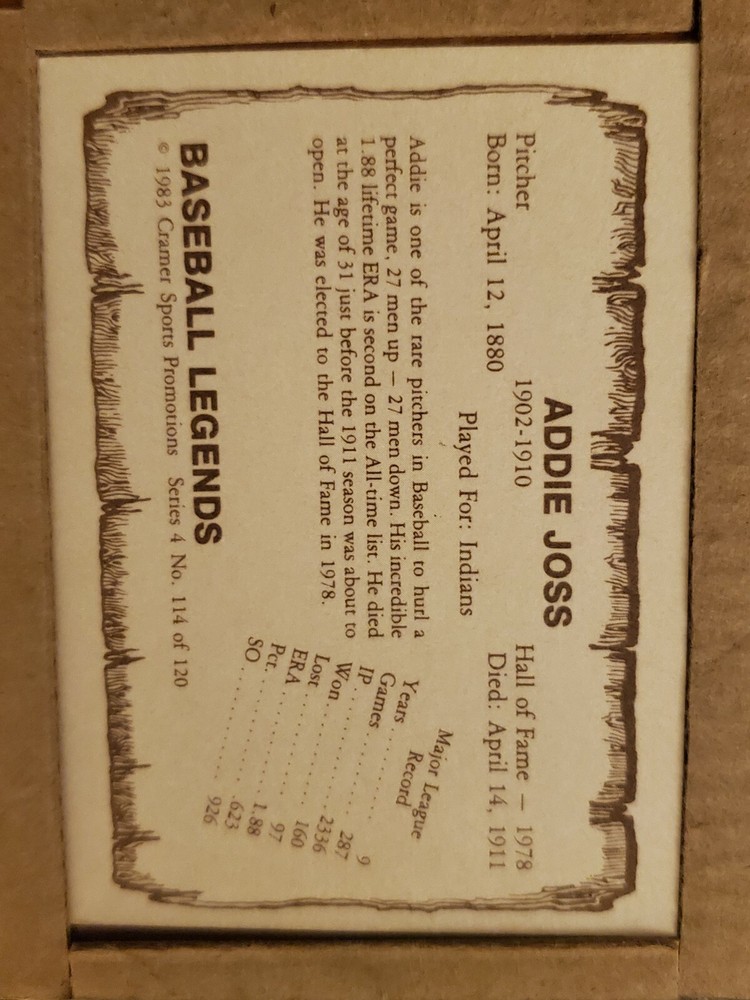 ADDIE JOSS
Pitcher 1902-1910 Hall of Fame — 1978
Born: April 12, 1880 Died: April 14, 1911
Played For: Indians
Addie is one of the rare pitchers in Baseball to hurl a
perfect game, 27 men up — 27 men down. His incredible
1.88 lifetime ERA is second on the All-time list. He died
at the age of 31 just before the 1911 season was about to
open. He was elected to the Hall of Fame in 1978.
Major League
Record
Years . . . . . . . . . . 9
Games . . . . . . . . . . 287
IP . . . . . . . . . . 2336
Won . . . . . . . . . . 160
Lost . . . . . . . . . . 97
ERA . . . . . . . . . . 1.88
Pct. . . . . . . . . . . .623
SO . . . . . . . . . . 926
BASEBALL LEGENDS
© 1983 Cramer Sports Promotions Series 4 No. 114 of 120